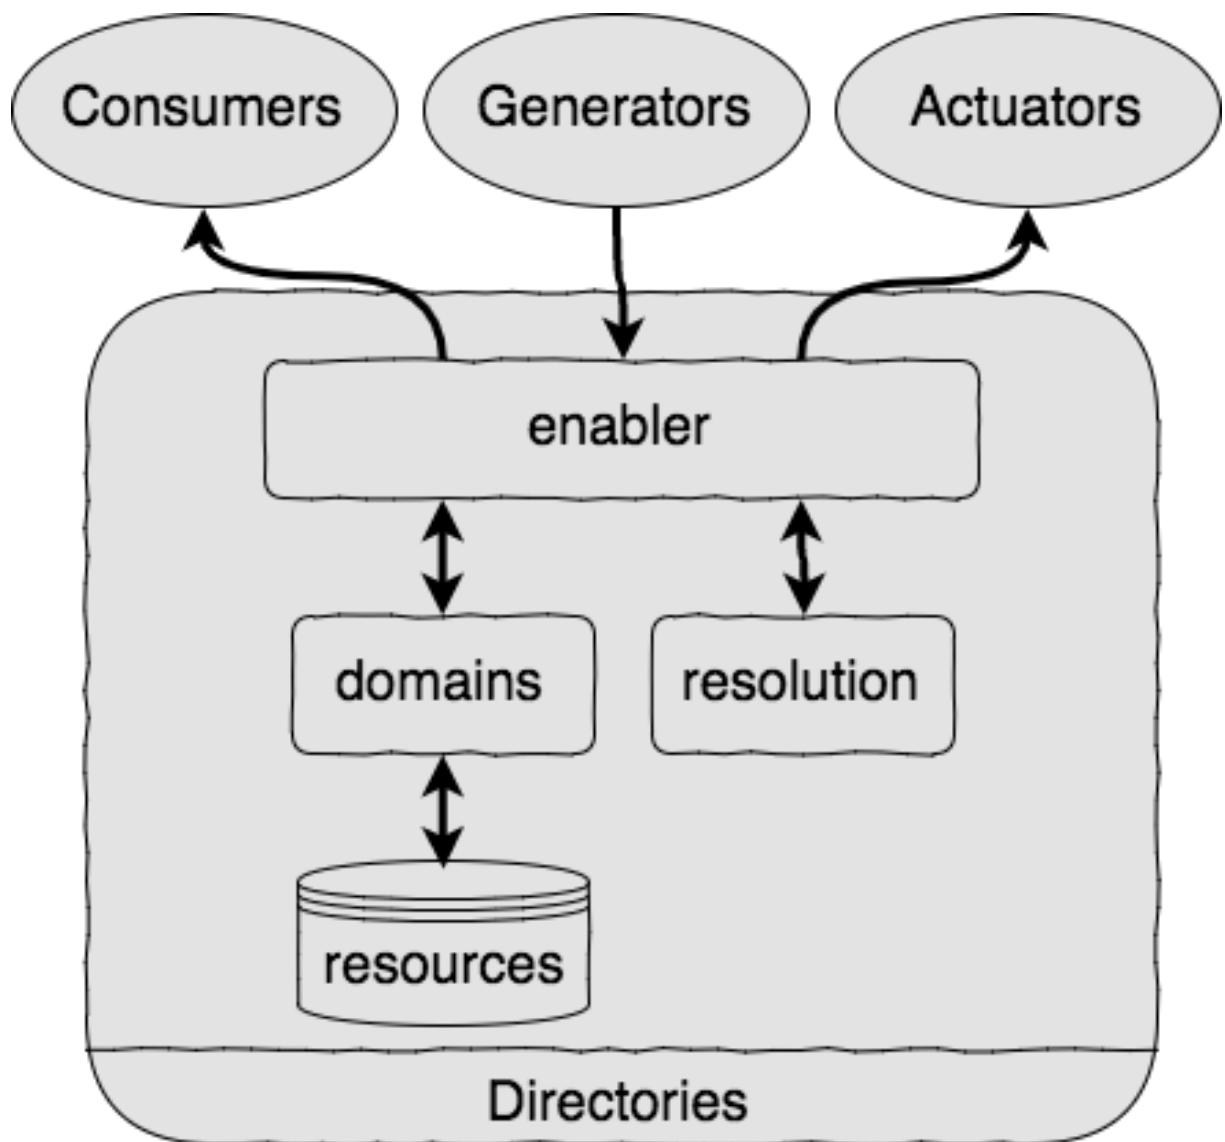 Consumers
Generators
Actuators
enabler
domains
resolution
resources
Directories